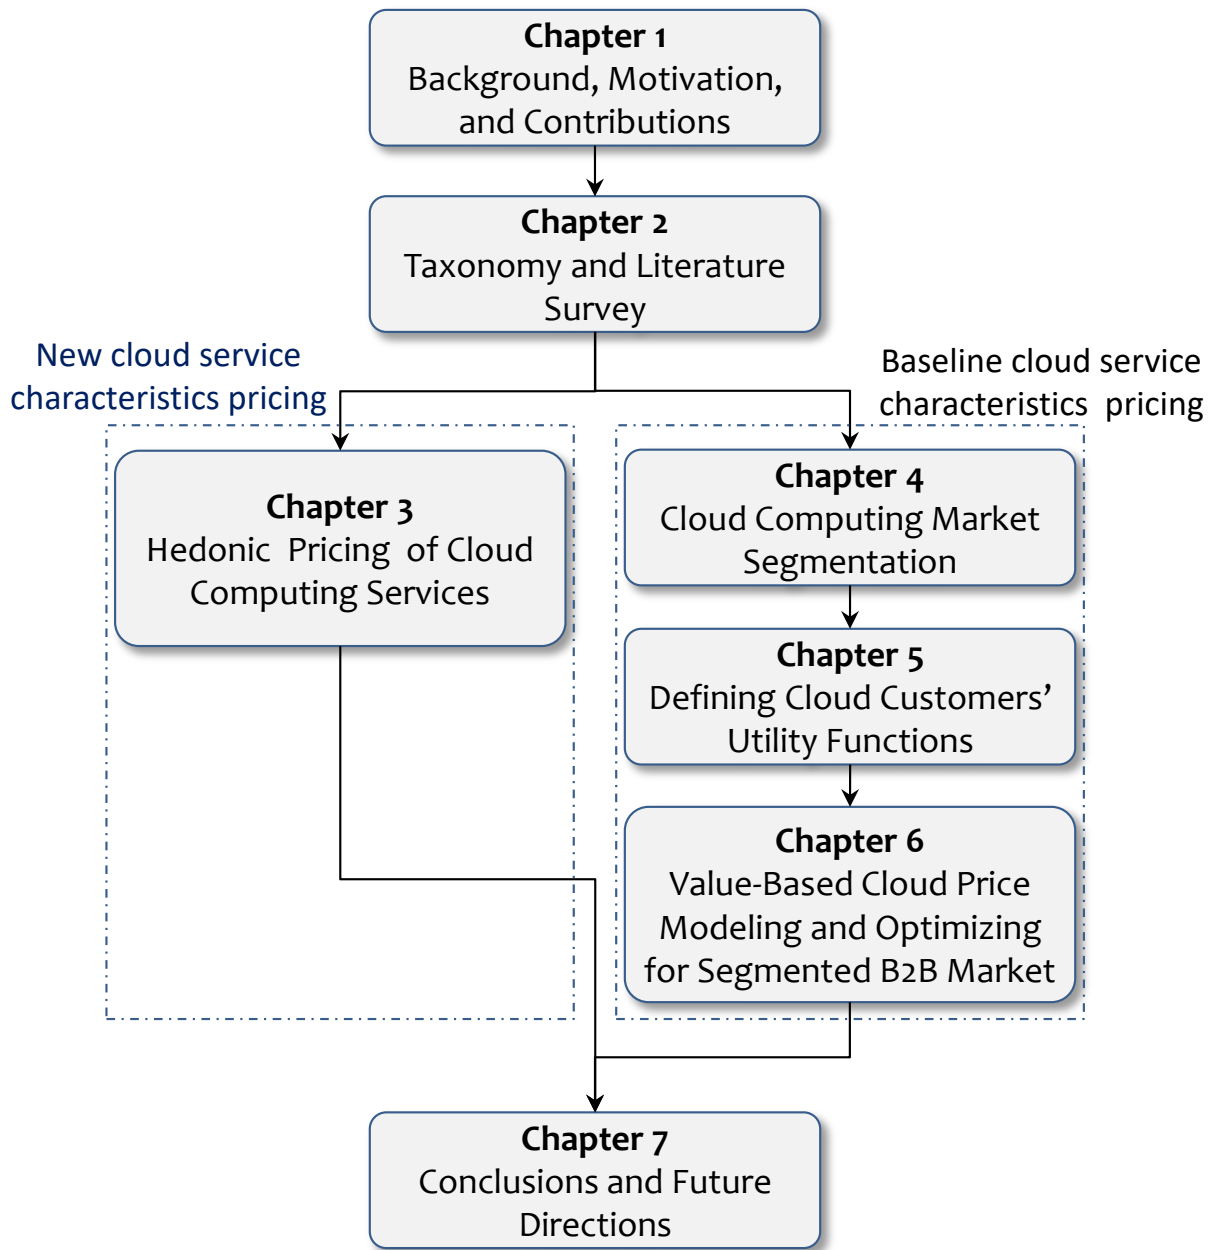 Chapter 1
Background, Motivation,
and Contributions
Chapter 2
Taxonomy and Literature
Survey
New cloud service
characteristics pricing
Baseline cloud service
characteristics pricing
Chapter 3
Hedonic Pricing of Cloud
Computing Services
Chapter 4
Cloud Computing Market
Segmentation
Chapter 5
Defining Cloud Customers’
Utility Functions
Chapter 6
Value-Based Cloud Price
Modeling and Optimizing
for Segmented B2B Market
Chapter 7
Conclusions and Future
Directions